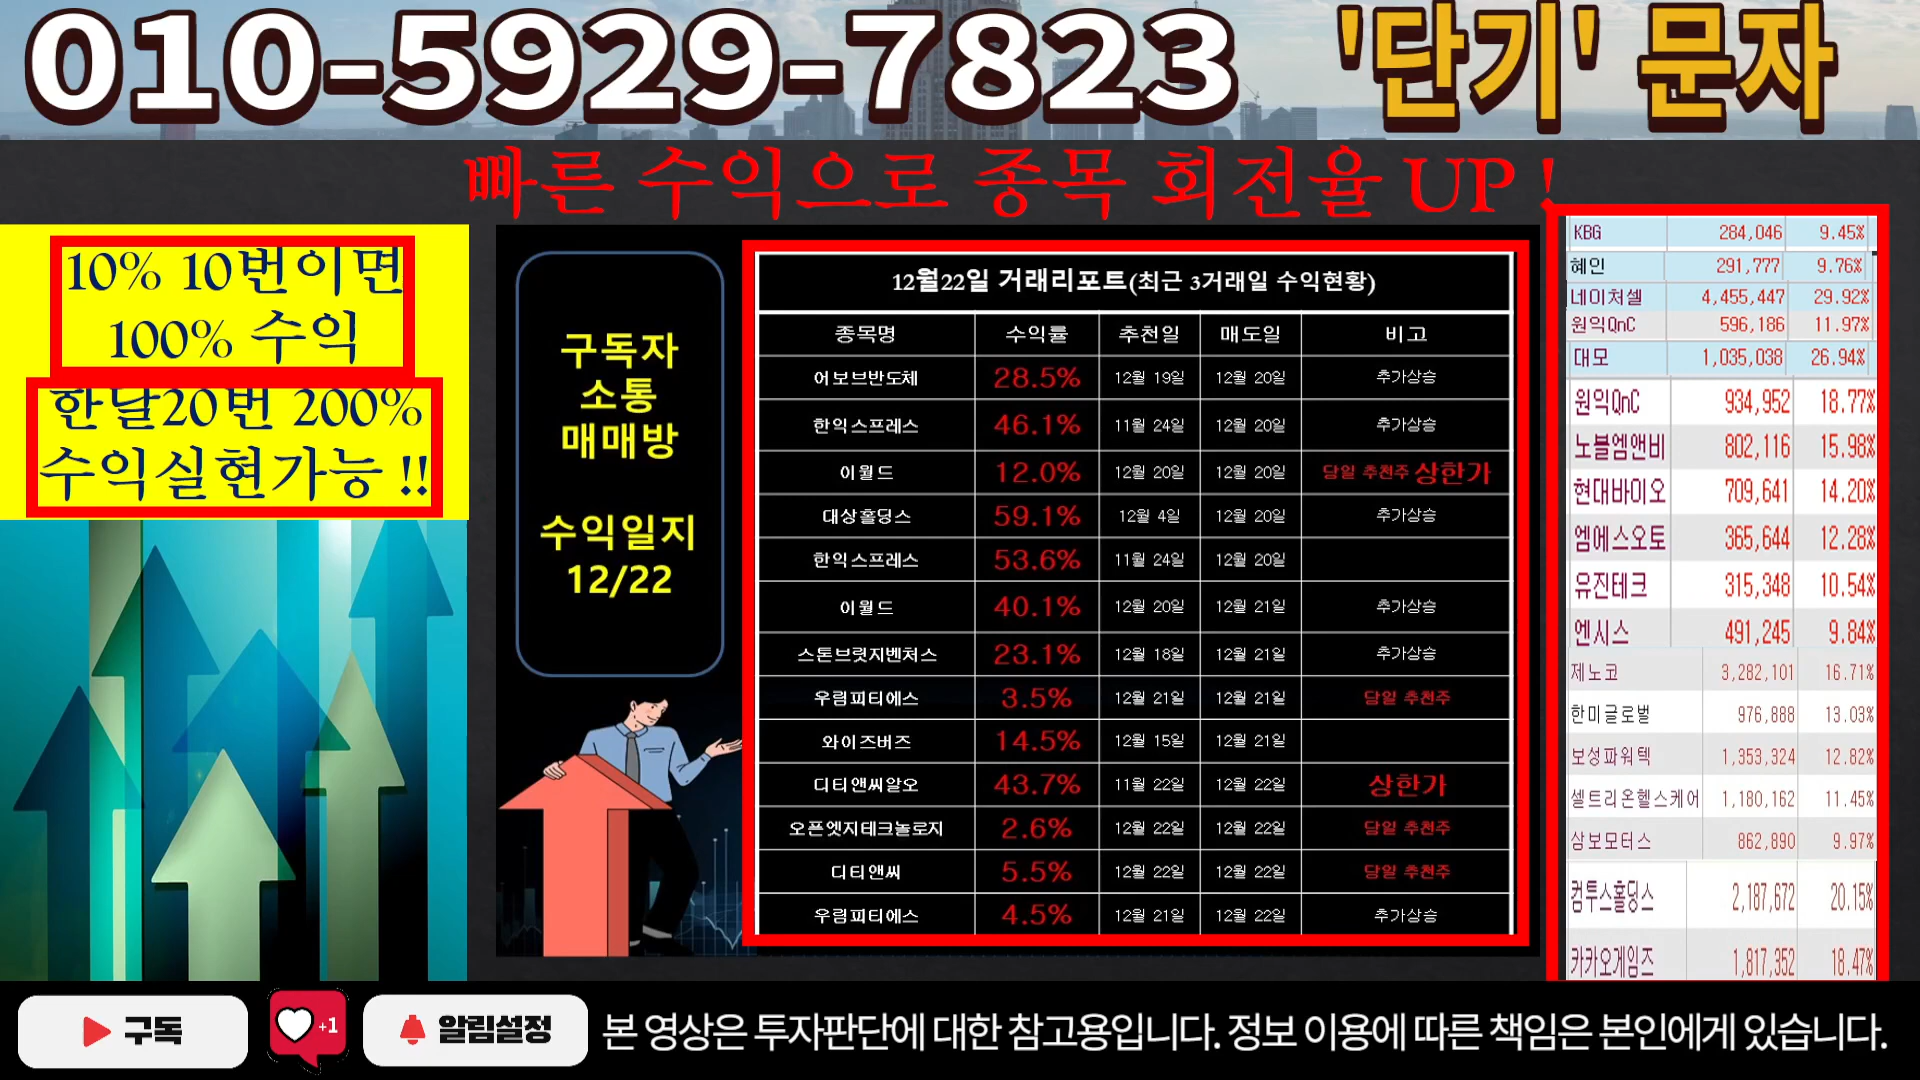 010-5929-7823 '단기' 문자
빠른 수익으로 종목 회전율 UP !
10% 10번이면
100% 수익
한달20번 200%
수익실현가능 !!
구독자
소통
매매방
수익일지
12/22
12월22일 거래리포트(최근 3거래일 수익현황)
종목명 수익률 추천일 매도일 비고
어보브반도체 28.5% 12월 19일 12월 20일 추가상승
한익스프레스 46.1% 11월 24일 12월 20일 추가상승
이월드 12.0% 12월 20일 12월 20일 당일 추천주 상한가
대상홀딩스 59.1% 12월 4일 12월 20일 추가상승
한익스프레스 53.6% 11월 24일 12월 20일
이월드 40.1% 12월 20일 12월 21일 추가상승
스톤브릿지벤처스 23.1% 12월 18일 12월 21일 추가상승
우림피티에스 3.5% 12월 21일 12월 21일 당일 추천주
와이즈버즈 14.5% 12월 15일 12월 21일
디티앤씨알오 43.7% 11월 22일 12월 22일 상한가
오픈엣지테크놀로지 2.6% 12월 22일 12월 22일 당일 추천주
디티앤씨 5.5% 12월 22일 12월 22일 당일 추천주
우림피티에스 4.5% 12월 21일 12월 22일 추가상승
KBG 284,046 9.45%
혜인 291,777 9.76%
네이처셀 4,455,447 29.92%
원익QnC 596,186 11.97%
대모 1,035,038 26.94%
원익QnC 934,952 18.77%
노블엠앤비 802,116 15.98%
현대바이오 709,641 14.20%
엠에스오토 365,644 12.28%
유진테크 315,348 10.54%
엔시스 491,245 9.84%
제노코 3,282,101 16.71%
한미글로벌 976,888 13.03%
보성파워텍 1,353,324 12.82%
셀트리온헬스케어 1,180,162 11.45%
상보모터스 862,890 9.97%
컴투스홀딩스 2,187,672 20.15%
카카오게임즈 1,817,352 18.47%
구독 +1 알림설정 본 영상은 투자판단에 대한 참고용입니다. 정보 이용에 따른 책임은 본인에게 있습니다.